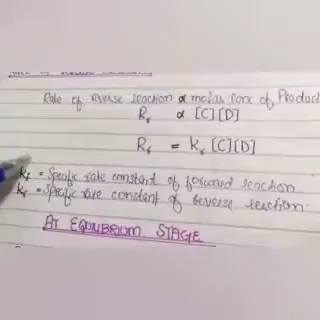 Rate of reverse reaction α molar conc of Product
Rᵣ α [C][D]
Rᵣ = kᵣ [C][D]
k_f = Specific rate constant of forward reaction
kᵣ = Specific rate constant of reverse reaction.
AT EQUILIBRIUM STAGE